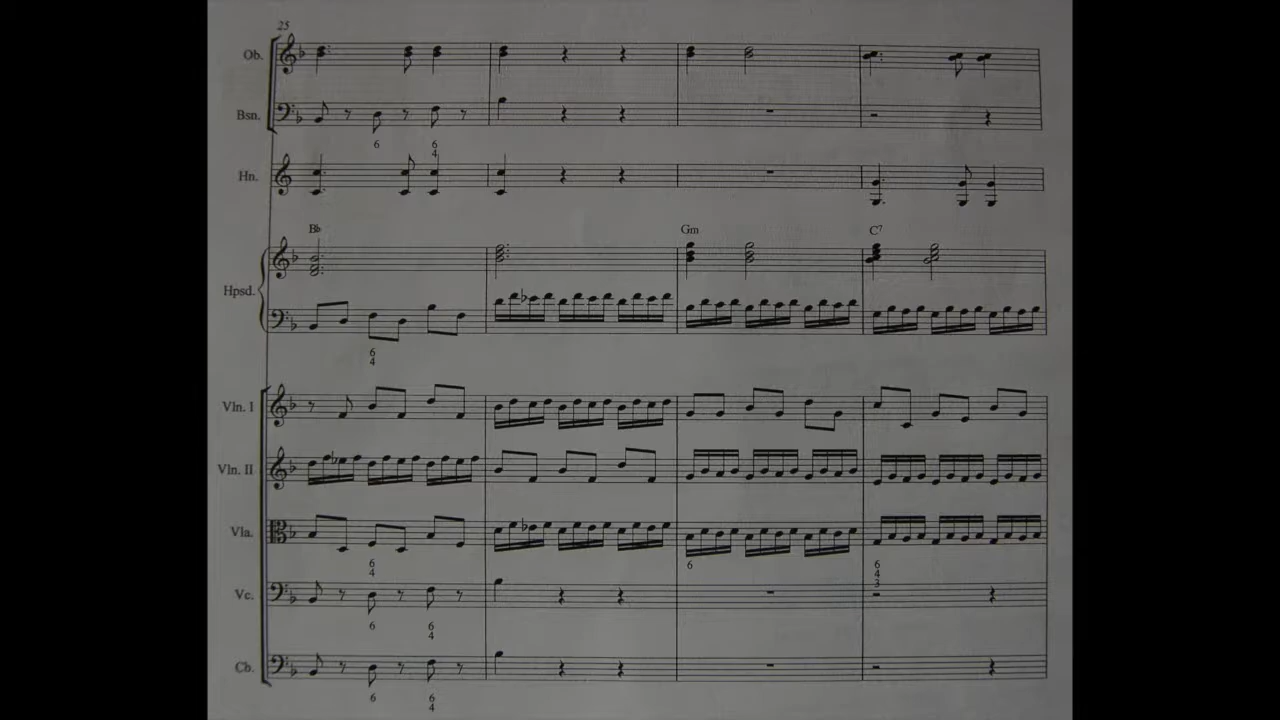 25
Ob.
Bsn.
6 6
4
Hn.
Bb Gm C7
Hpsd.
6
4
Vln. I
Vln. II
Vla.
6 6 6
4 4
3
Vc.
6 6
4
Cb.
6 6
4